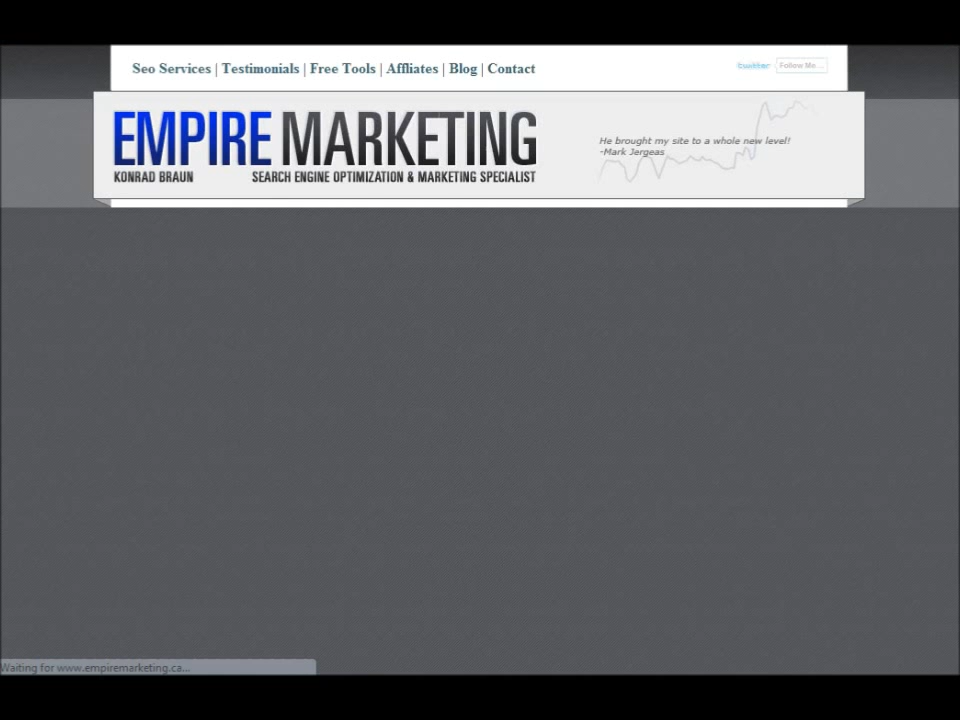 Seo Services | Testimonials | Free Tools | Affliates | Blog | Contact
twitter Follow Me...
EMPIRE MARKETING
KONRAD BRAUN SEARCH ENGINE OPTIMIZATION & MARKETING SPECIALIST
He brought my site to a whole new level!
-Mark Jergeas
Waiting for www.empiremarketing.ca...